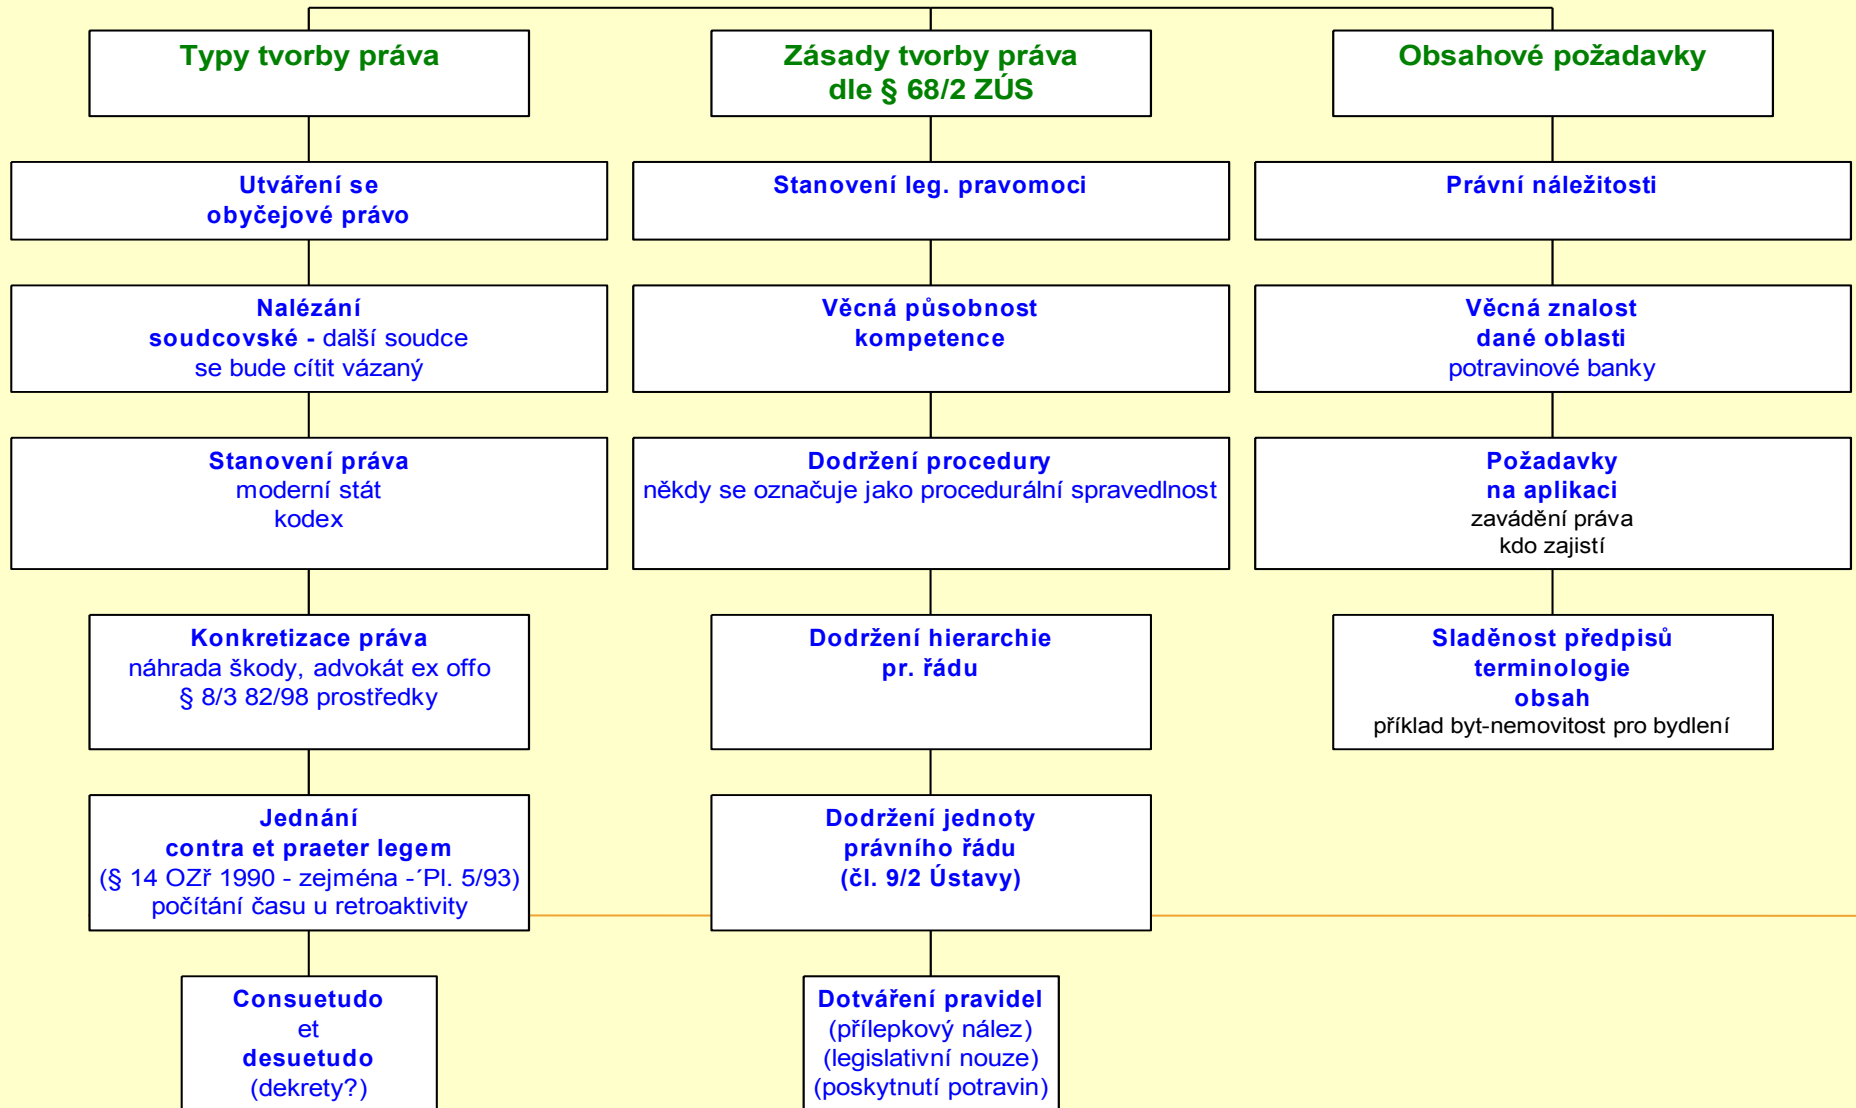 Typy tvorby práva
Utváření se
obyčejové právo
Nalézání
soudcovské - další soudce
se bude cítit vázaný
Stanovení práva
moderní stát
kodex
Konkretizace práva
náhrada škody, advokát ex offo
§ 8/3 82/98 prostředky
Jednání
contra et praeter legem
(§ 14 OZř 1990 - zejména -´Pl. 5/93)
počítání času u retroaktivity
Consuetudo
et
desuetudo
(dekrety?)
Zásady tvorby práva
dle § 68/2 ZÚS
Stanovení leg. pravomoci
Věcná působnost
kompetence
Dodržení procedury
někdy se označuje jako procedurální spravedlnost
Dodržení hierarchie
pr. řádu
Dodržení jednoty
právního řádu
(čl. 9/2 Ústavy)
Dotváření pravidel
(přílepkový nález)
(legislativní nouze)
(poskytnutí potravin)
Obsahové požadavky
Právní náležitosti
Věcná znalost
dané oblasti
potravinové banky
Požadavky
na aplikaci
zavádění práva
kdo zajistí
Sladěnost předpisů
terminologie
obsah
příklad byt-nemovitost pro bydlení